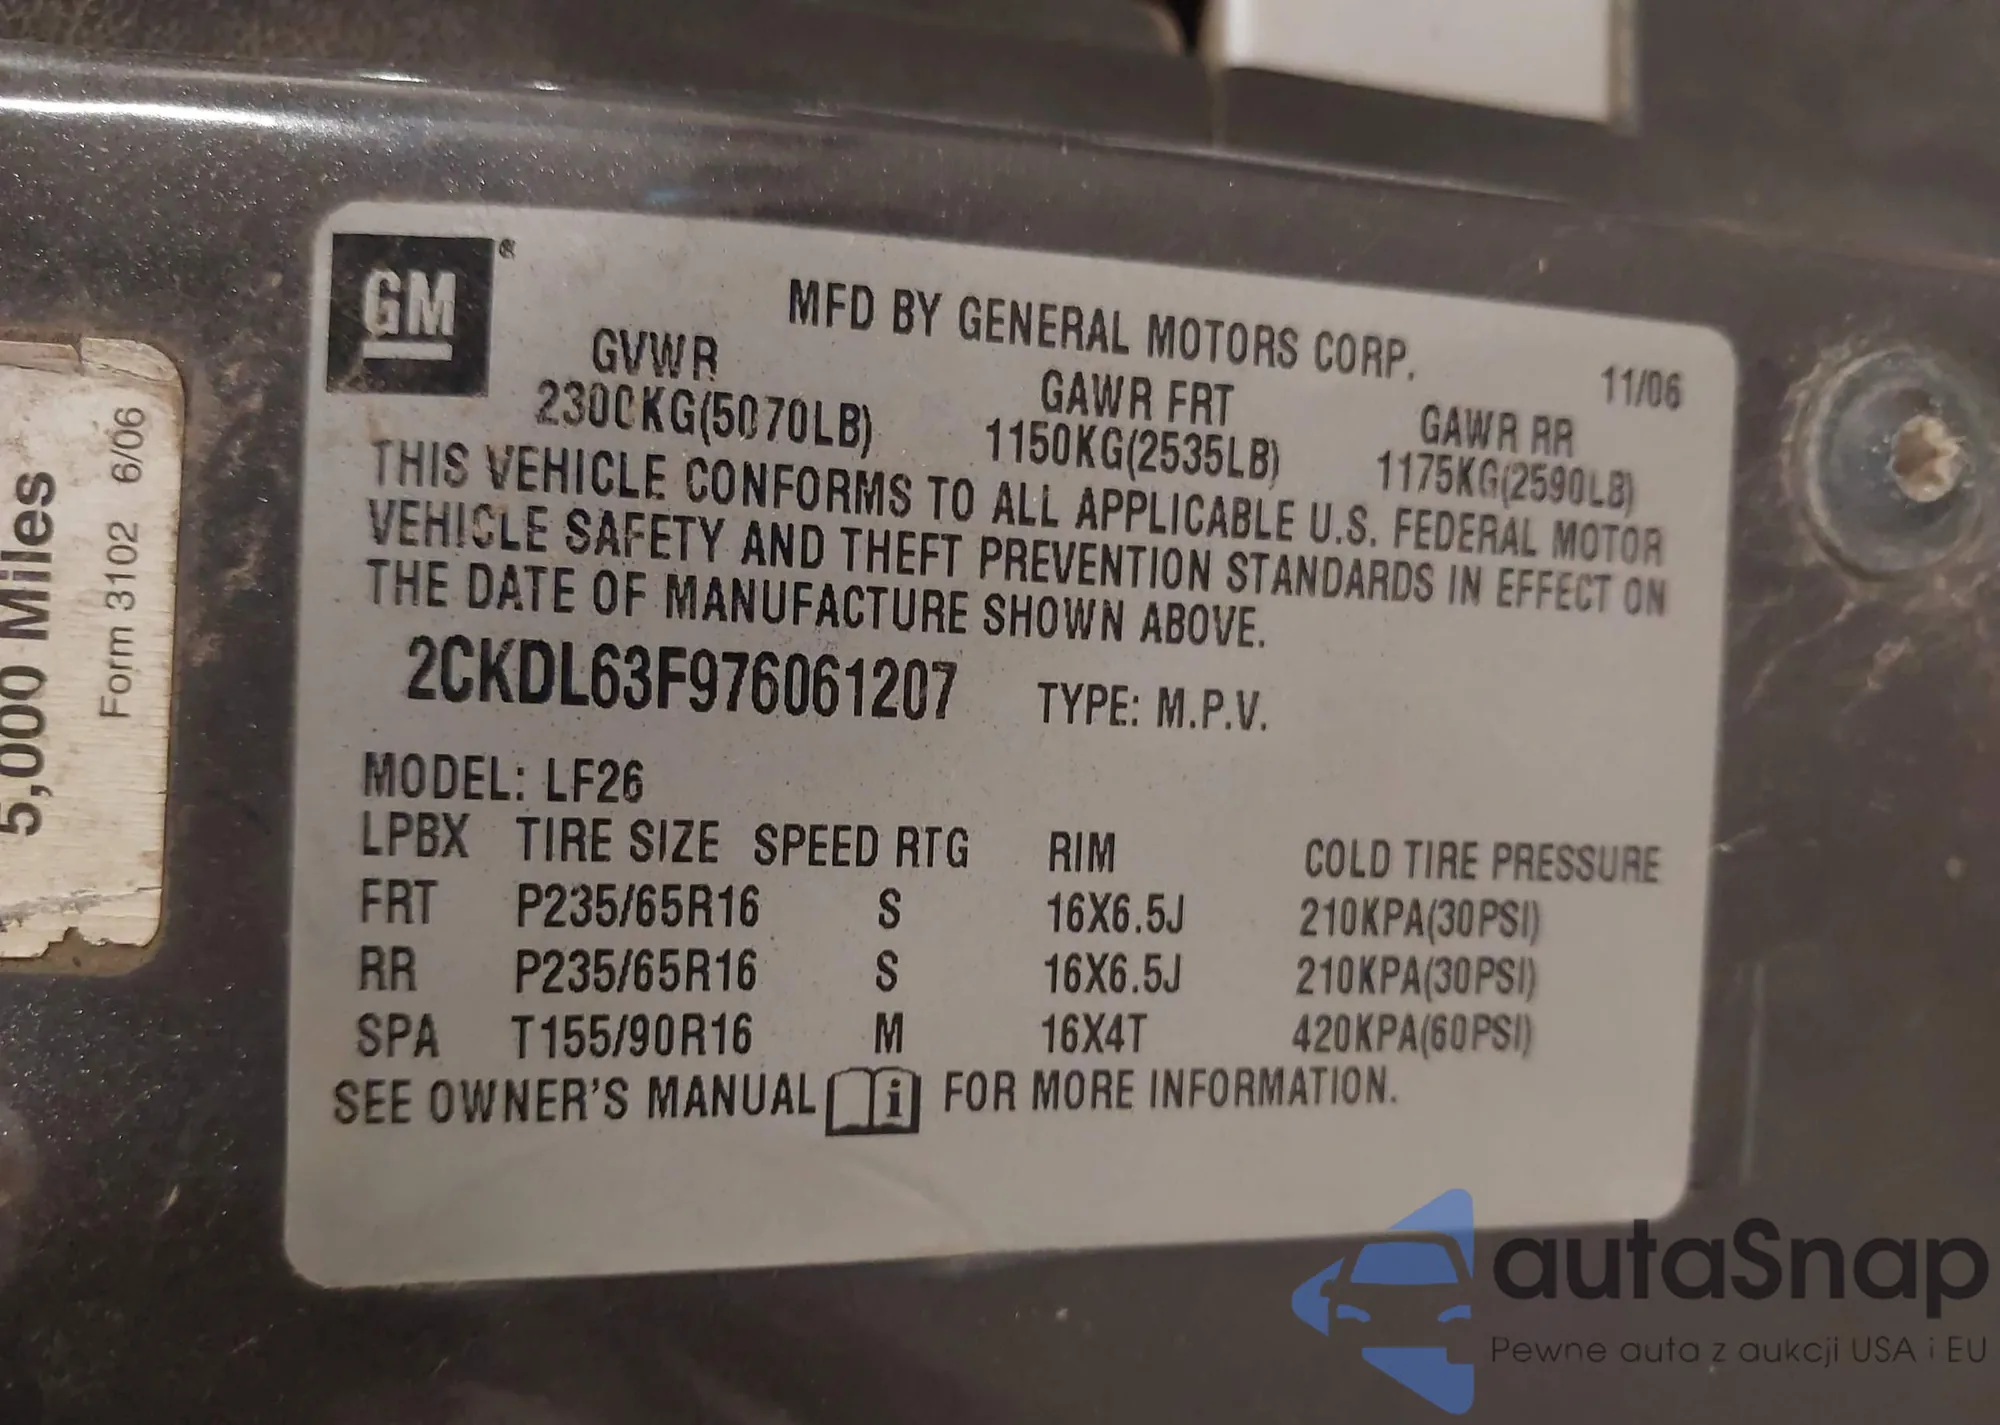 5,000 Miles
Form 3102 6/06
GM®
MFD BY GENERAL MOTORS CORP.
11/06
GVWR GAWR FRT GAWR RR
2300KG(5070LB) 1150KG(2535LB) 1175KG(2590LB)
THIS VEHICLE CONFORMS TO ALL APPLICABLE U.S. FEDERAL MOTOR
VEHICLE SAFETY AND THEFT PREVENTION STANDARDS IN EFFECT ON
THE DATE OF MANUFACTURE SHOWN ABOVE.
2CKDL63F976061207 TYPE: M.P.V.
MODEL: LF26
LPBX TIRE SIZE SPEED RTG RIM COLD TIRE PRESSURE
FRT P235/65R16 S 16X6.5J 210KPA(30PSI)
RR P235/65R16 S 16X6.5J 210KPA(30PSI)
SPA T155/90R16 M 16X4T 420KPA(60PSI)
SEE OWNER'S MANUAL i FOR MORE INFORMATION.
autaSnap
Pewne auta z aukcji USA i EU